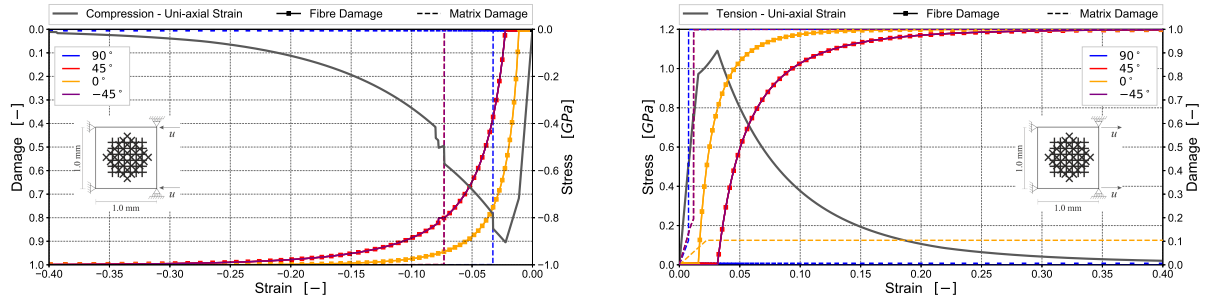 Compression - Uni-axial Strain Fibre Damage Matrix Damage
0.0 0.0
0.1
0.2 −0.2
0.3
0.4 −0.4
0.5
0.6 −0.6
0.7
0.8 −0.8
0.9
1.0 −1.0
Damage [−]
Stress [GPa]
90°
45°
0°
−45°
u
1.0 mm
u
1.0 mm
−0.40 −0.35 −0.30 −0.25 −0.20 −0.15 −0.10 −0.05 0.00
Strain [−]
Tension - Uni-axial Strain Fibre Damage Matrix Damage
1.2 1.0
0.9
1.0 0.8
0.7
0.8
0.6
0.6 0.5
0.4
0.4
0.3
0.2 0.2
0.1
0.0 0.0
Stress [GPa]
Damage [−]
90°
45°
0°
−45°
u
1.0 mm
u
1.0 mm
0.00 0.05 0.10 0.15 0.20 0.25 0.30 0.35 0.40
Strain [−]